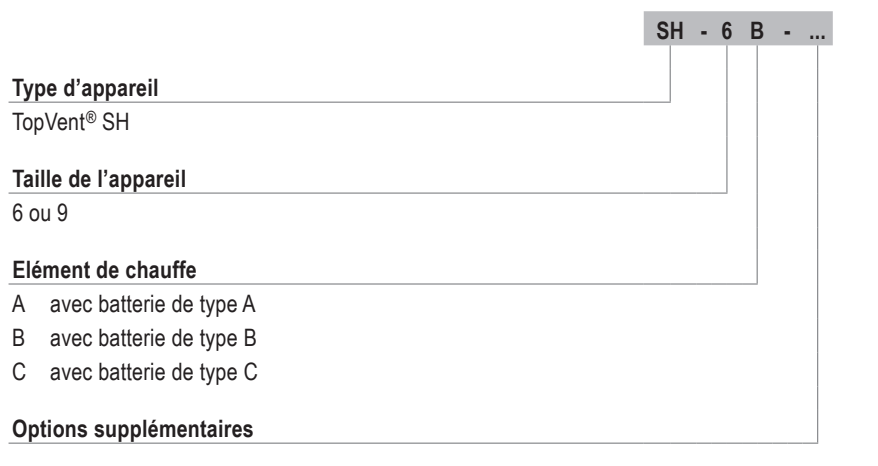 SH - 6 B - ...
Type d’appareil
TopVent® SH
Taille de l’appareil
6 ou 9
Elément de chauffe
A avec batterie de type A
B avec batterie de type B
C avec batterie de type C
Options supplémentaires